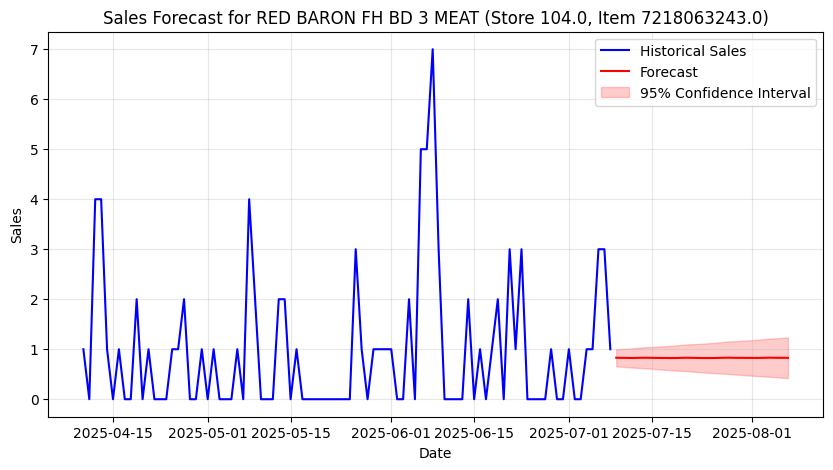 Sales Forecast for RED BARON FH BD 3 MEAT (Store 104.0, Item 7218063243.0)
Historical Sales
Forecast
95% Confidence Interval
7
6
5
4
3
2
1
0
Sales
2025-04-15 2025-05-01 2025-05-15 2025-06-01 2025-06-15 2025-07-01 2025-07-15 2025-08-01
Date